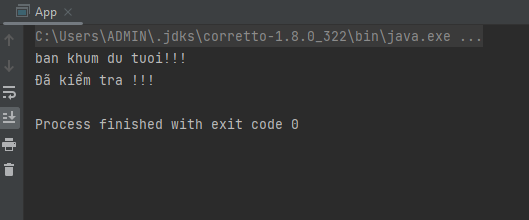 App
C:\Users\ADMIN\.jdks\corretto-1.8.0_322\bin\java.exe ...
ban khum du tuoi!!!
Đã kiểm tra !!!
Process finished with exit code 0